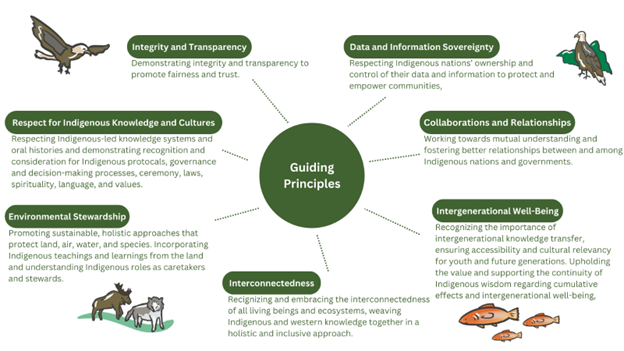 Integrity and Transparency
Demonstrating integrity and transparency to
promote fairness and trust.
Data and Information Sovereignty
Respecting Indigenous nations' ownership and
control of their data and information to protect and
empower communities,
Respect for Indigenous Knowledge and Cultures
Respecting Indigenous-led knowledge systems and
oral histories and demonstrating recognition and
consideration for Indigenous protocals, governance
and decision-making processes, ceremony, laws,
spirituality, language, and values.
Guiding
Principles
Collaborations and Relationships
Working towards mutual understanding and
fostering better relationships between and among
Indigenous nations and governments.
Environmental Stewardship
Promoting sustainable, holistic approaches that
protect land, air, water, and species. Incorporating
Indigenous teachings and learnings from the land
and understanding Indigenous roles as caretakers
and stewards.
Intergenerational Well-Being
Recognizing the importance of
intergenerational knowledge transfer,
ensuring accessibility and cultural relevancy
for youth and future generations. Upholding
the value and supporting the continuity of
Indigenous wisdom regarding cumulative
effects and intergenerational well-being,
Interconnectedness
Recognizing and embracing the interconnectedness
of all living beings and ecosystems, weaving
Indigenous and western knowledge together in a
holistic and inclusive approach.